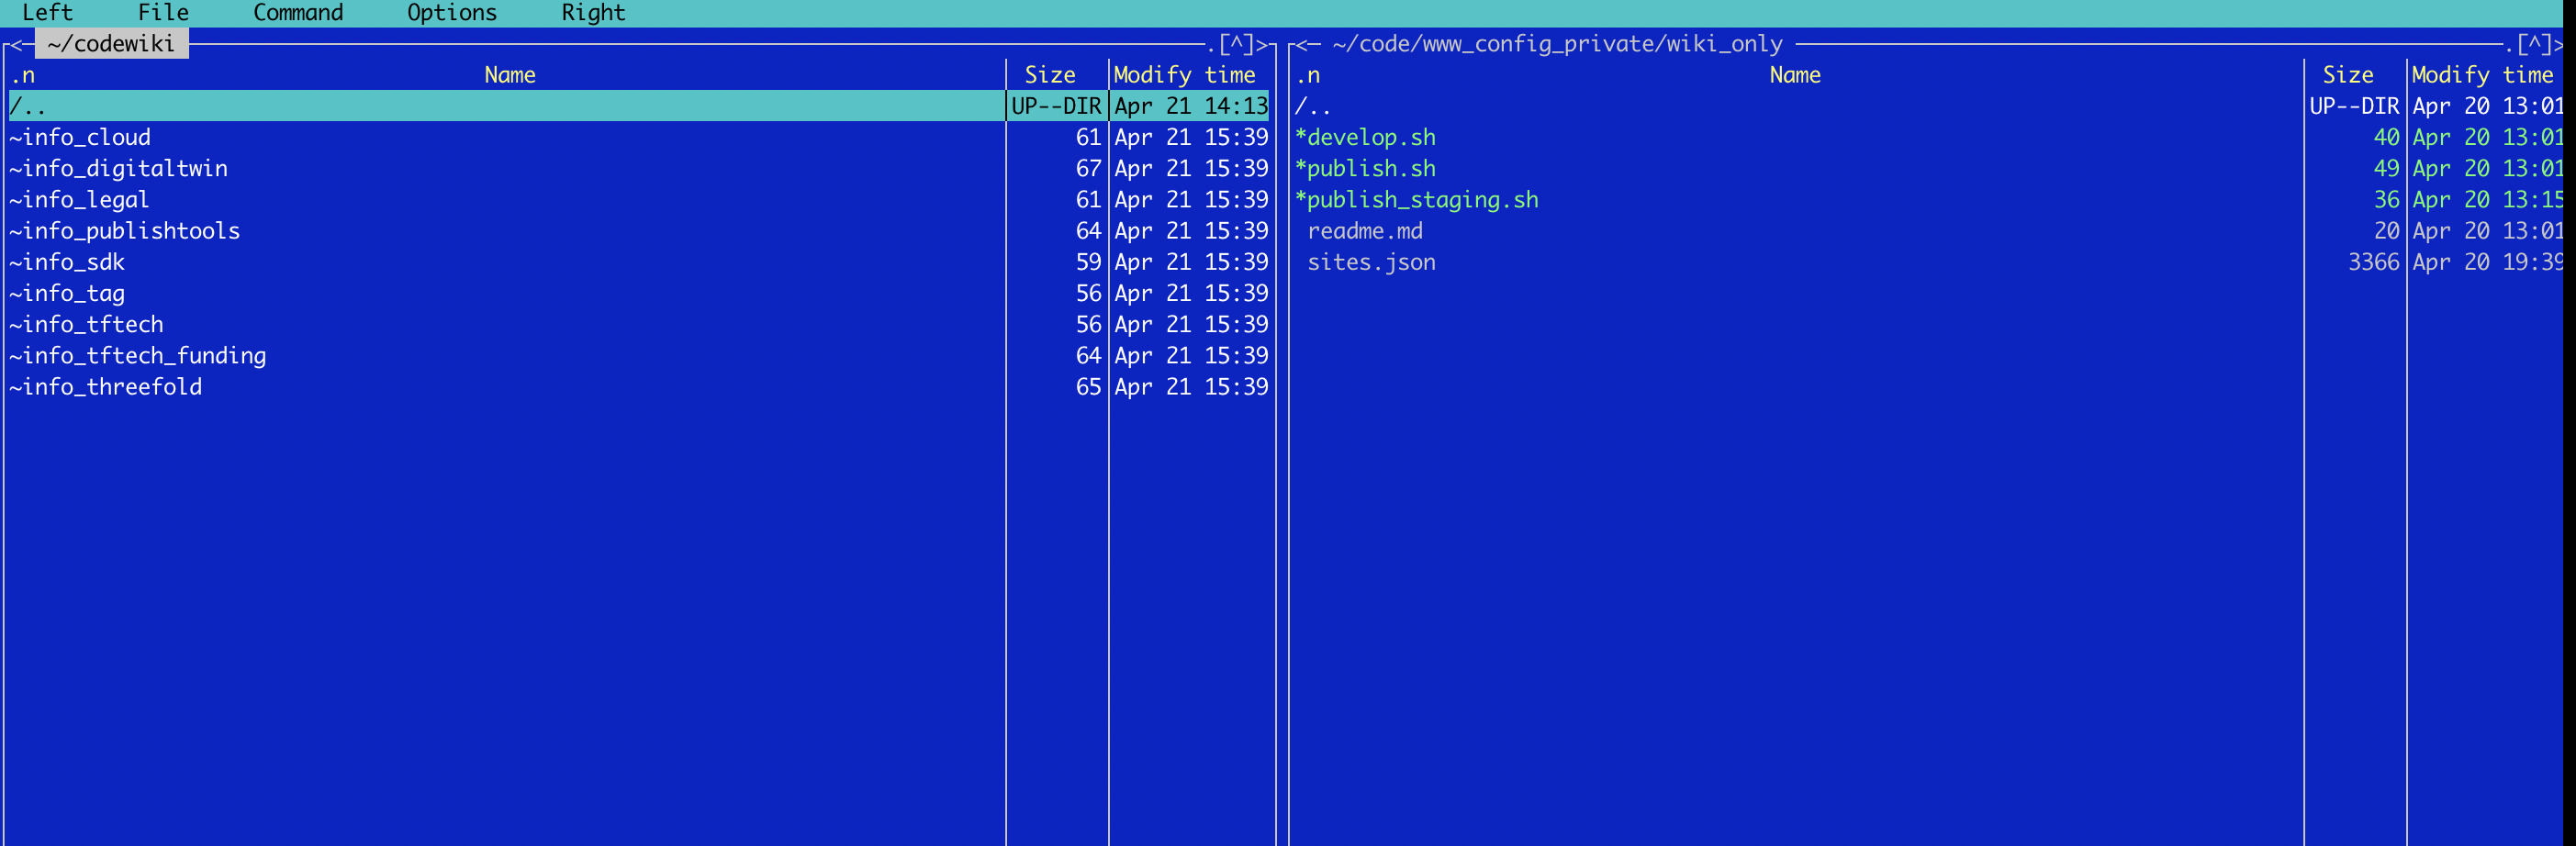 Left File Command Options Right
<─ ~/codewiki ─.[^]>
.n Name Size Modify time
/.. UP--DIR Apr 21 14:13
~info_cloud 61 Apr 21 15:39
~info_digitaltwin 67 Apr 21 15:39
~info_legal 61 Apr 21 15:39
~info_publishtools 64 Apr 21 15:39
~info_sdk 59 Apr 21 15:39
~info_tag 56 Apr 21 15:39
~info_tftech 56 Apr 21 15:39
~info_tftech_funding 64 Apr 21 15:39
~info_threefold 65 Apr 21 15:39
<─ ~/code/www_config_private/wiki_only ─.[^]>
.n Name Size Modify time
/.. UP--DIR Apr 20 13:01
*develop.sh 40 Apr 20 13:01
*publish.sh 49 Apr 20 13:01
*publish_staging.sh 36 Apr 20 13:15
readme.md 20 Apr 20 13:01
sites.json 3366 Apr 20 19:39